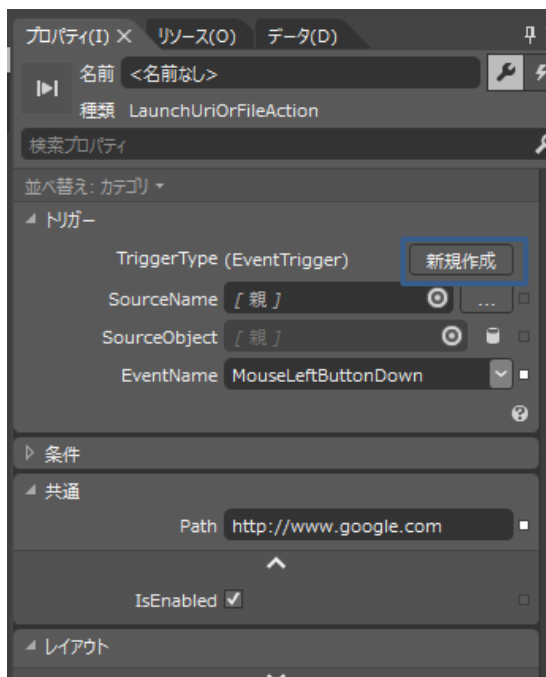 プロパティ(I) × リソース(O) データ(D)
名前 <名前なし>
種類 LaunchUriOrFileAction
検索プロパティ
並べ替え: カテゴリ
トリガー
TriggerType (EventTrigger) 新規作成
SourceName [ 親 ] ...
SourceObject [ 親 ]
EventName MouseLeftButtonDown
条件
共通
Path http://www.google.com
IsEnabled
レイアウト